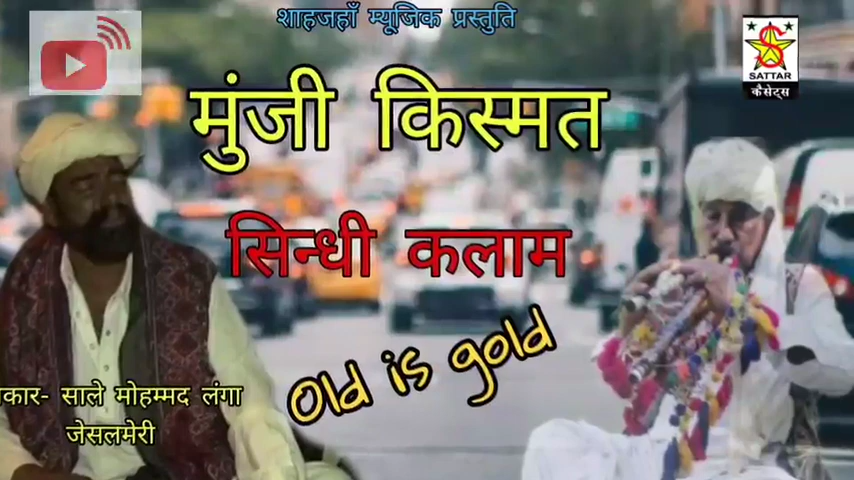 शाहजहाँ म्यूजिक प्रस्तुति
SATTAR
कैसेट्स
मुंजी किस्मत
सिन्धी कलाम
Old is gold
कार- साले मोहम्मद लंगा
जेसलमेरी